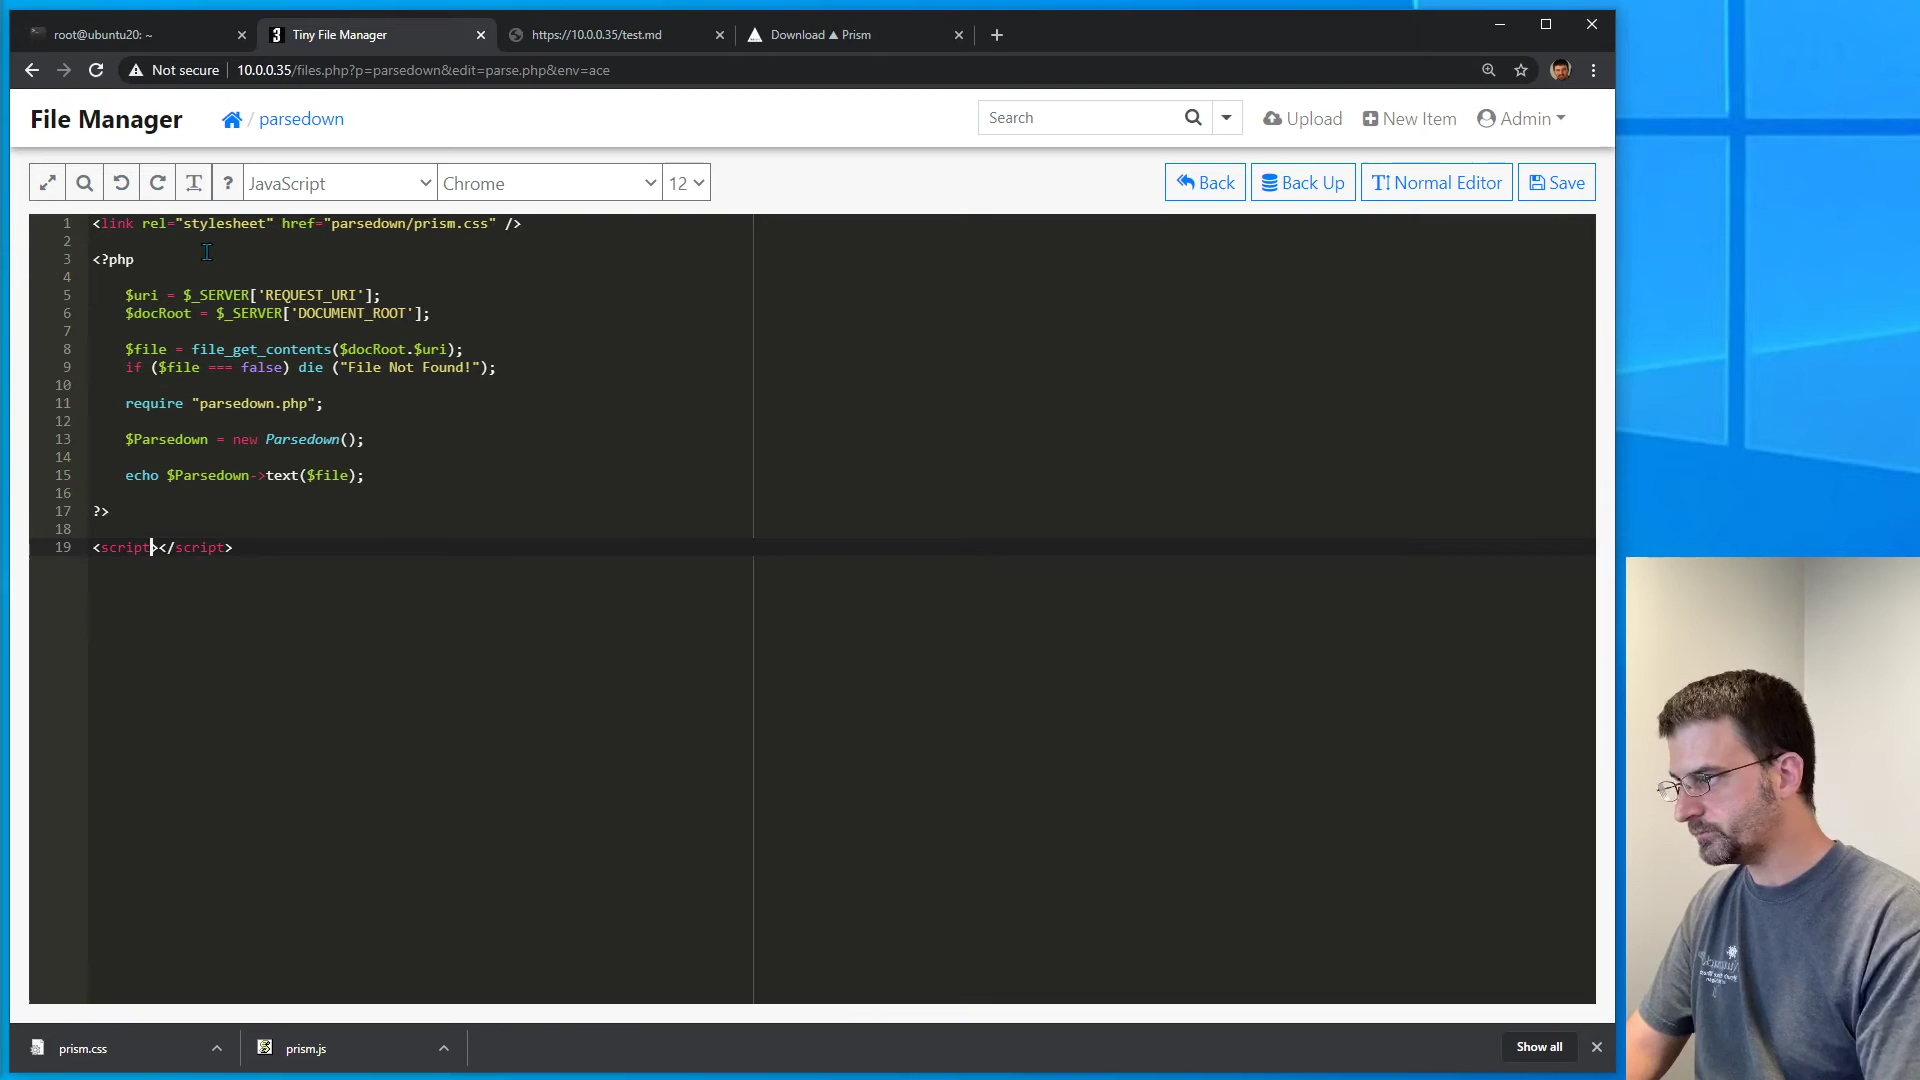 root@ubuntu20: ~
Tiny File Manager
https://10.0.0.35/test.md
Download ▲ Prism
Not secure
10.0.0.35/files.php?p=parsedown&edit=parse.php&env=ace
File Manager
/ parsedown
Search
Upload
New Item
Admin
JavaScript
Chrome
12
Back
Back Up
Normal Editor
Save
1 <link rel="stylesheet" href="parsedown/prism.css" />
2
3 <?php
4
5 $uri = $_SERVER['REQUEST_URI'];
6 $docRoot = $_SERVER['DOCUMENT_ROOT'];
7
8 $file = file_get_contents($docRoot.$uri);
9 if ($file === false) die ("File Not Found!");
10
11 require "parsedown.php";
12
13 $Parsedown = new Parsedown();
14
15 echo $Parsedown->text($file);
16
17 ?>
18
19 <script></script>
prism.css
prism.js
Show all